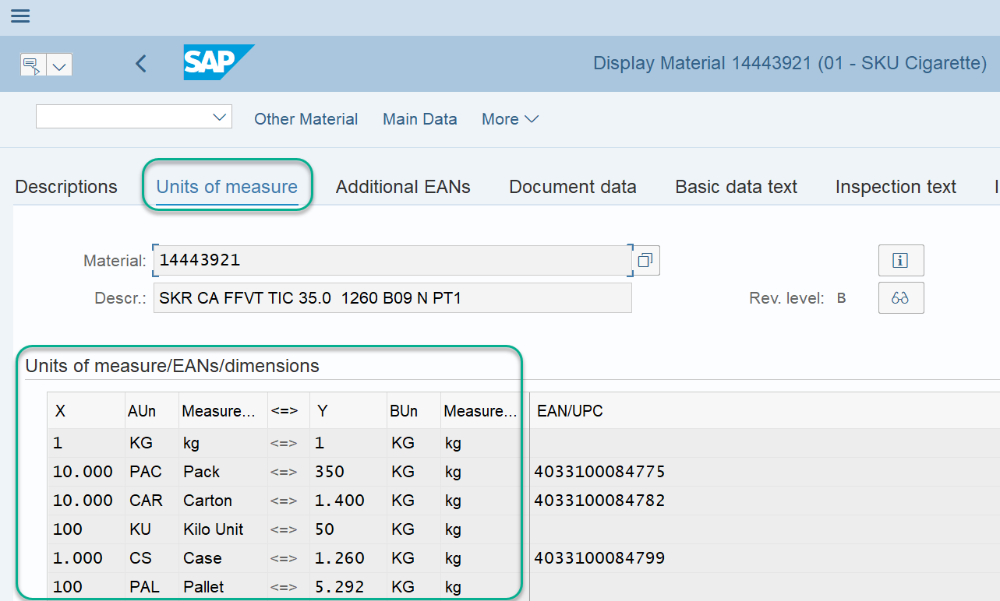 SAP
Display Material 14443921 (01 - SKU Cigarette)
Other Material Main Data More
Descriptions Units of measure Additional EANs Document data Basic data text Inspection text
Material: 14443921
Descr.: SKR CA FFVT TIC 35.0  1260 B09 N PT1 Rev. level: B
Units of measure/EANs/dimensions
X AUn Measure... <=> Y BUn Measure... EAN/UPC
1 KG kg <=> 1 KG kg
10.000 PAC Pack <=> 350 KG kg 4033100084775
10.000 CAR Carton <=> 1.400 KG kg 4033100084782
100 KU Kilo Unit <=> 50 KG kg
1.000 CS Case <=> 1.260 KG kg 4033100084799
100 PAL Pallet <=> 5.292 KG kg